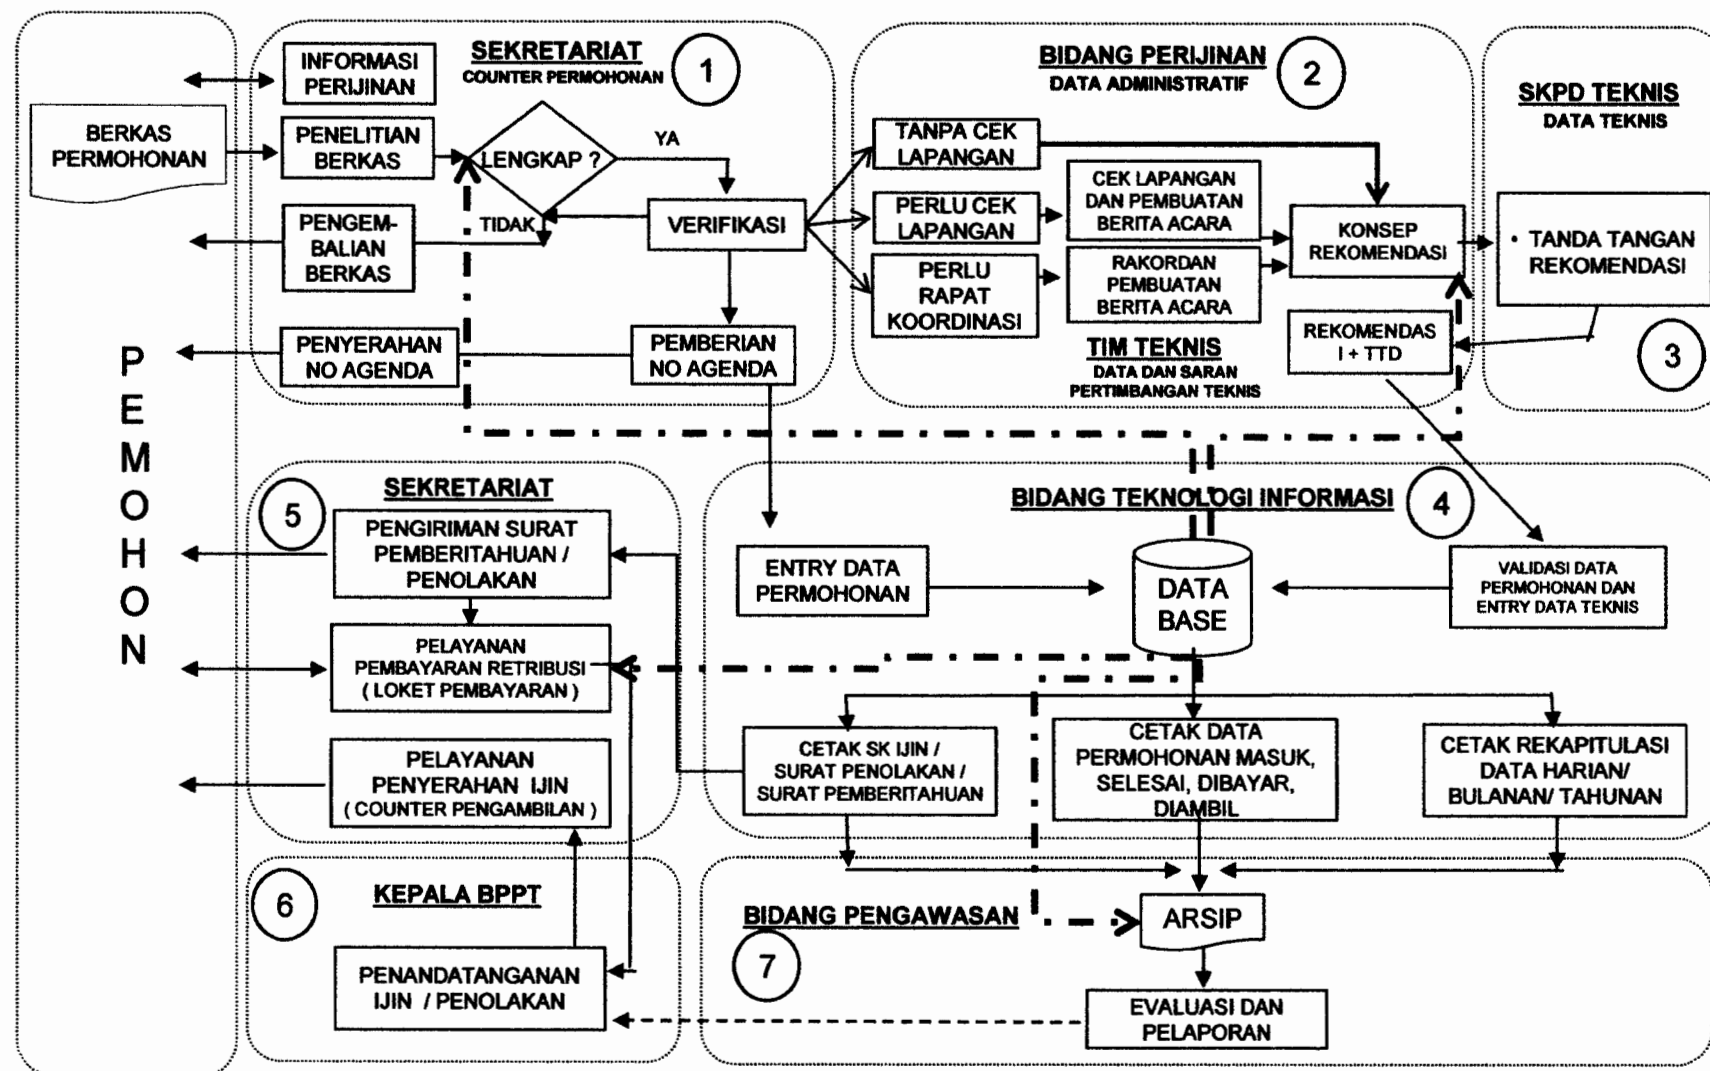 PEMOHON
BERKAS
PERMOHONAN
SEKRETARIAT
COUNTER PERMOHONAN
1
INFORMASI
PERIJINAN
PENELITIAN
BERKAS
LENGKAP ?
YA
TIDAK
VERIFIKASI
PENGEM-
BALIAN
BERKAS
PENYERAHAN
NO AGENDA
PEMBERIAN
NO AGENDA
BIDANG PERIJINAN
DATA ADMINISTRATIF
2
TANPA CEK
LAPANGAN
PERLU CEK
LAPANGAN
PERLU
RAPAT
KOORDINASI
CEK LAPANGAN
DAN PEMBUATAN
BERITA ACARA
RAKORDAN
PEMBUATAN
BERITA ACARA
KONSEP
REKOMENDASI
REKOMENDAS
I + TTD
TIM TEKNIS
DATA DAN SARAN
PERTIMBANGAN TEKNIS
SKPD TEKNIS
DATA TEKNIS
• TANDA TANGAN
REKOMENDASI
3
BIDANG TEKNOLOGI INFORMASI
4
ENTRY DATA
PERMOHONAN
DATA
BASE
VALIDASI DATA
PERMOHONAN DAN
ENTRY DATA TEKNIS
CETAK SK IJIN /
SURAT PENOLAKAN /
SURAT PEMBERITAHUAN
CETAK DATA
PERMOHONAN MASUK,
SELESAI, DIBAYAR,
DIAMBIL
CETAK REKAPITULASI
DATA HARIAN/
BULANAN/ TAHUNAN
SEKRETARIAT
5
PENGIRIMAN SURAT
PEMBERITAHUAN /
PENOLAKAN
PELAYANAN
PEMBAYARAN RETRIBUSI
( LOKET PEMBAYARAN )
PELAYANAN
PENYERAHAN IJIN
( COUNTER PENGAMBILAN )
6
KEPALA BPPT
PENANDATANGANAN
IJIN / PENOLAKAN
BIDANG PENGAWASAN
7
ARSIP
EVALUASI DAN
PELAPORAN